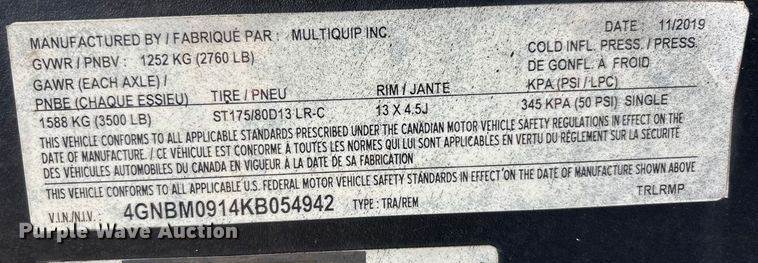 MANUFACTURED BY / FABRIQUÉ PAR : MULTIQUIP INC. DATE : 11/2019
GVWR / PNBV : 1252 KG (2760 LB) COLD INFL. PRESS. / PRESS.
GAWR (EACH AXLE) / DE GONFL. À FROID
PNBE (CHAQUE ESSIEU) TIRE / PNEU RIM / JANTE KPA (PSI / LPC)
1588 KG (3500 LB) ST175/80D13 LR-C 13 X 4.5J 345 KPA (50 PSI) SINGLE
THIS VEHICLE CONFORMS TO ALL APPLICABLE STANDARDS PRESCRIBED UNDER THE CANADIAN MOTOR VEHICLE SAFETY REGULATIONS IN EFFECT ON THE
DATE OF MANUFACTURE. / CE VÉHICULE EST CONFORME À TOUTES LES NORMES QUI LUI SONT APPLICABLES EN VERTU DU RÈGLEMENT SUR LA SÉCURITÉ
DES VÉHICULES AUTOMOBILES DU CANADA EN VIGUEUR À LA DATE DE SA FABRICATION
THIS VEHICLE CONFORMS TO ALL APPLICABLE U.S. FEDERAL MOTOR VEHICLE SAFETY STANDARDS IN EFFECT ON THE DATE OF MANUFACTURE SHOWN ABOVE
V.I.N./N.I.V. : 4GNBM0914KB054942 TYPE : TRA/REM TRLRMP
Purple Wave Auction